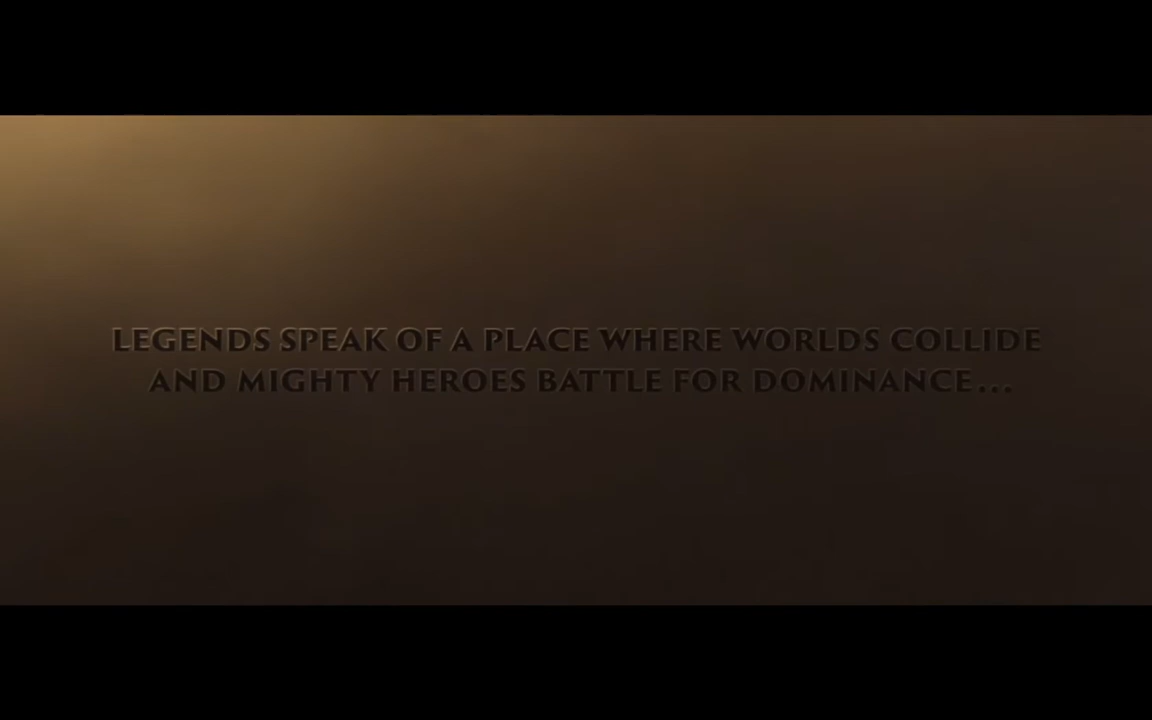 LEGENDS SPEAK OF A PLACE WHERE WORLDS COLLIDE
AND MIGHTY HEROES BATTLE FOR DOMINANCE...